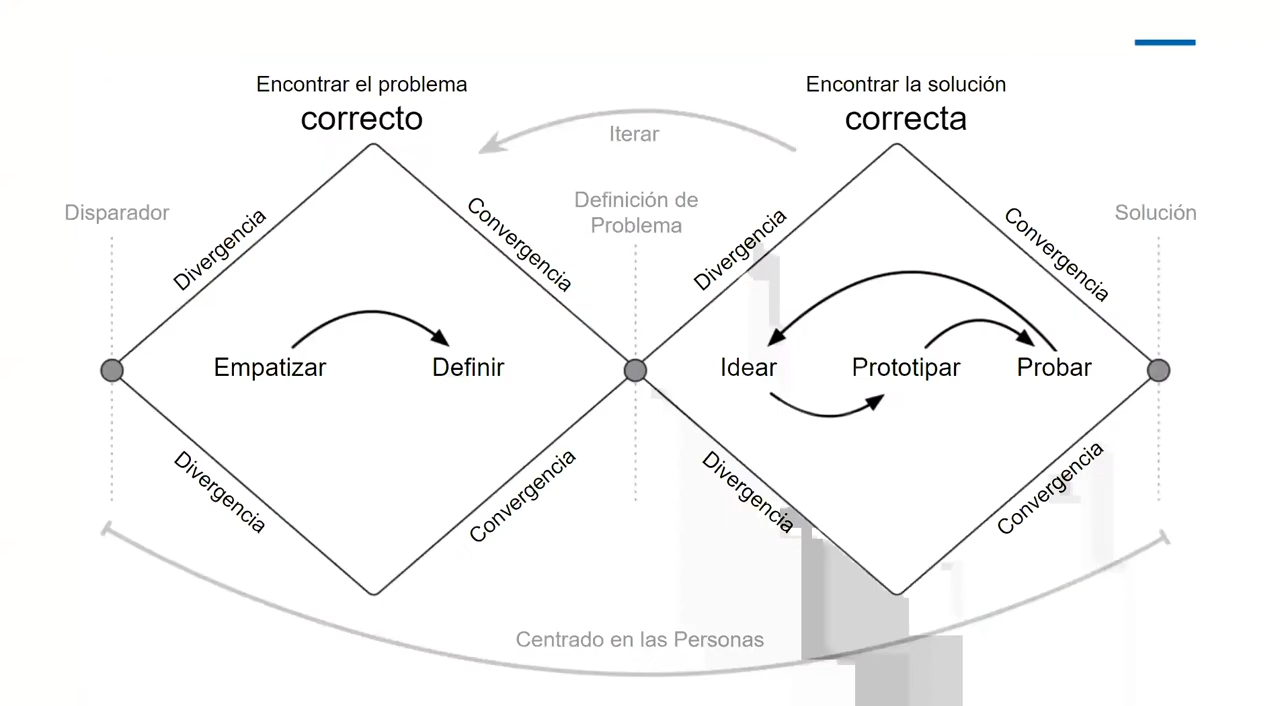 Encontrar el problema
correcto
Encontrar la solución
correcta
Iterar
Disparador
Definición de
Problema
Solución
Divergencia
Convergencia
Divergencia
Convergencia
Empatizar
Definir
Idear
Prototipar
Probar
Divergencia
Convergencia
Divergencia
Convergencia
Centrado en las Personas